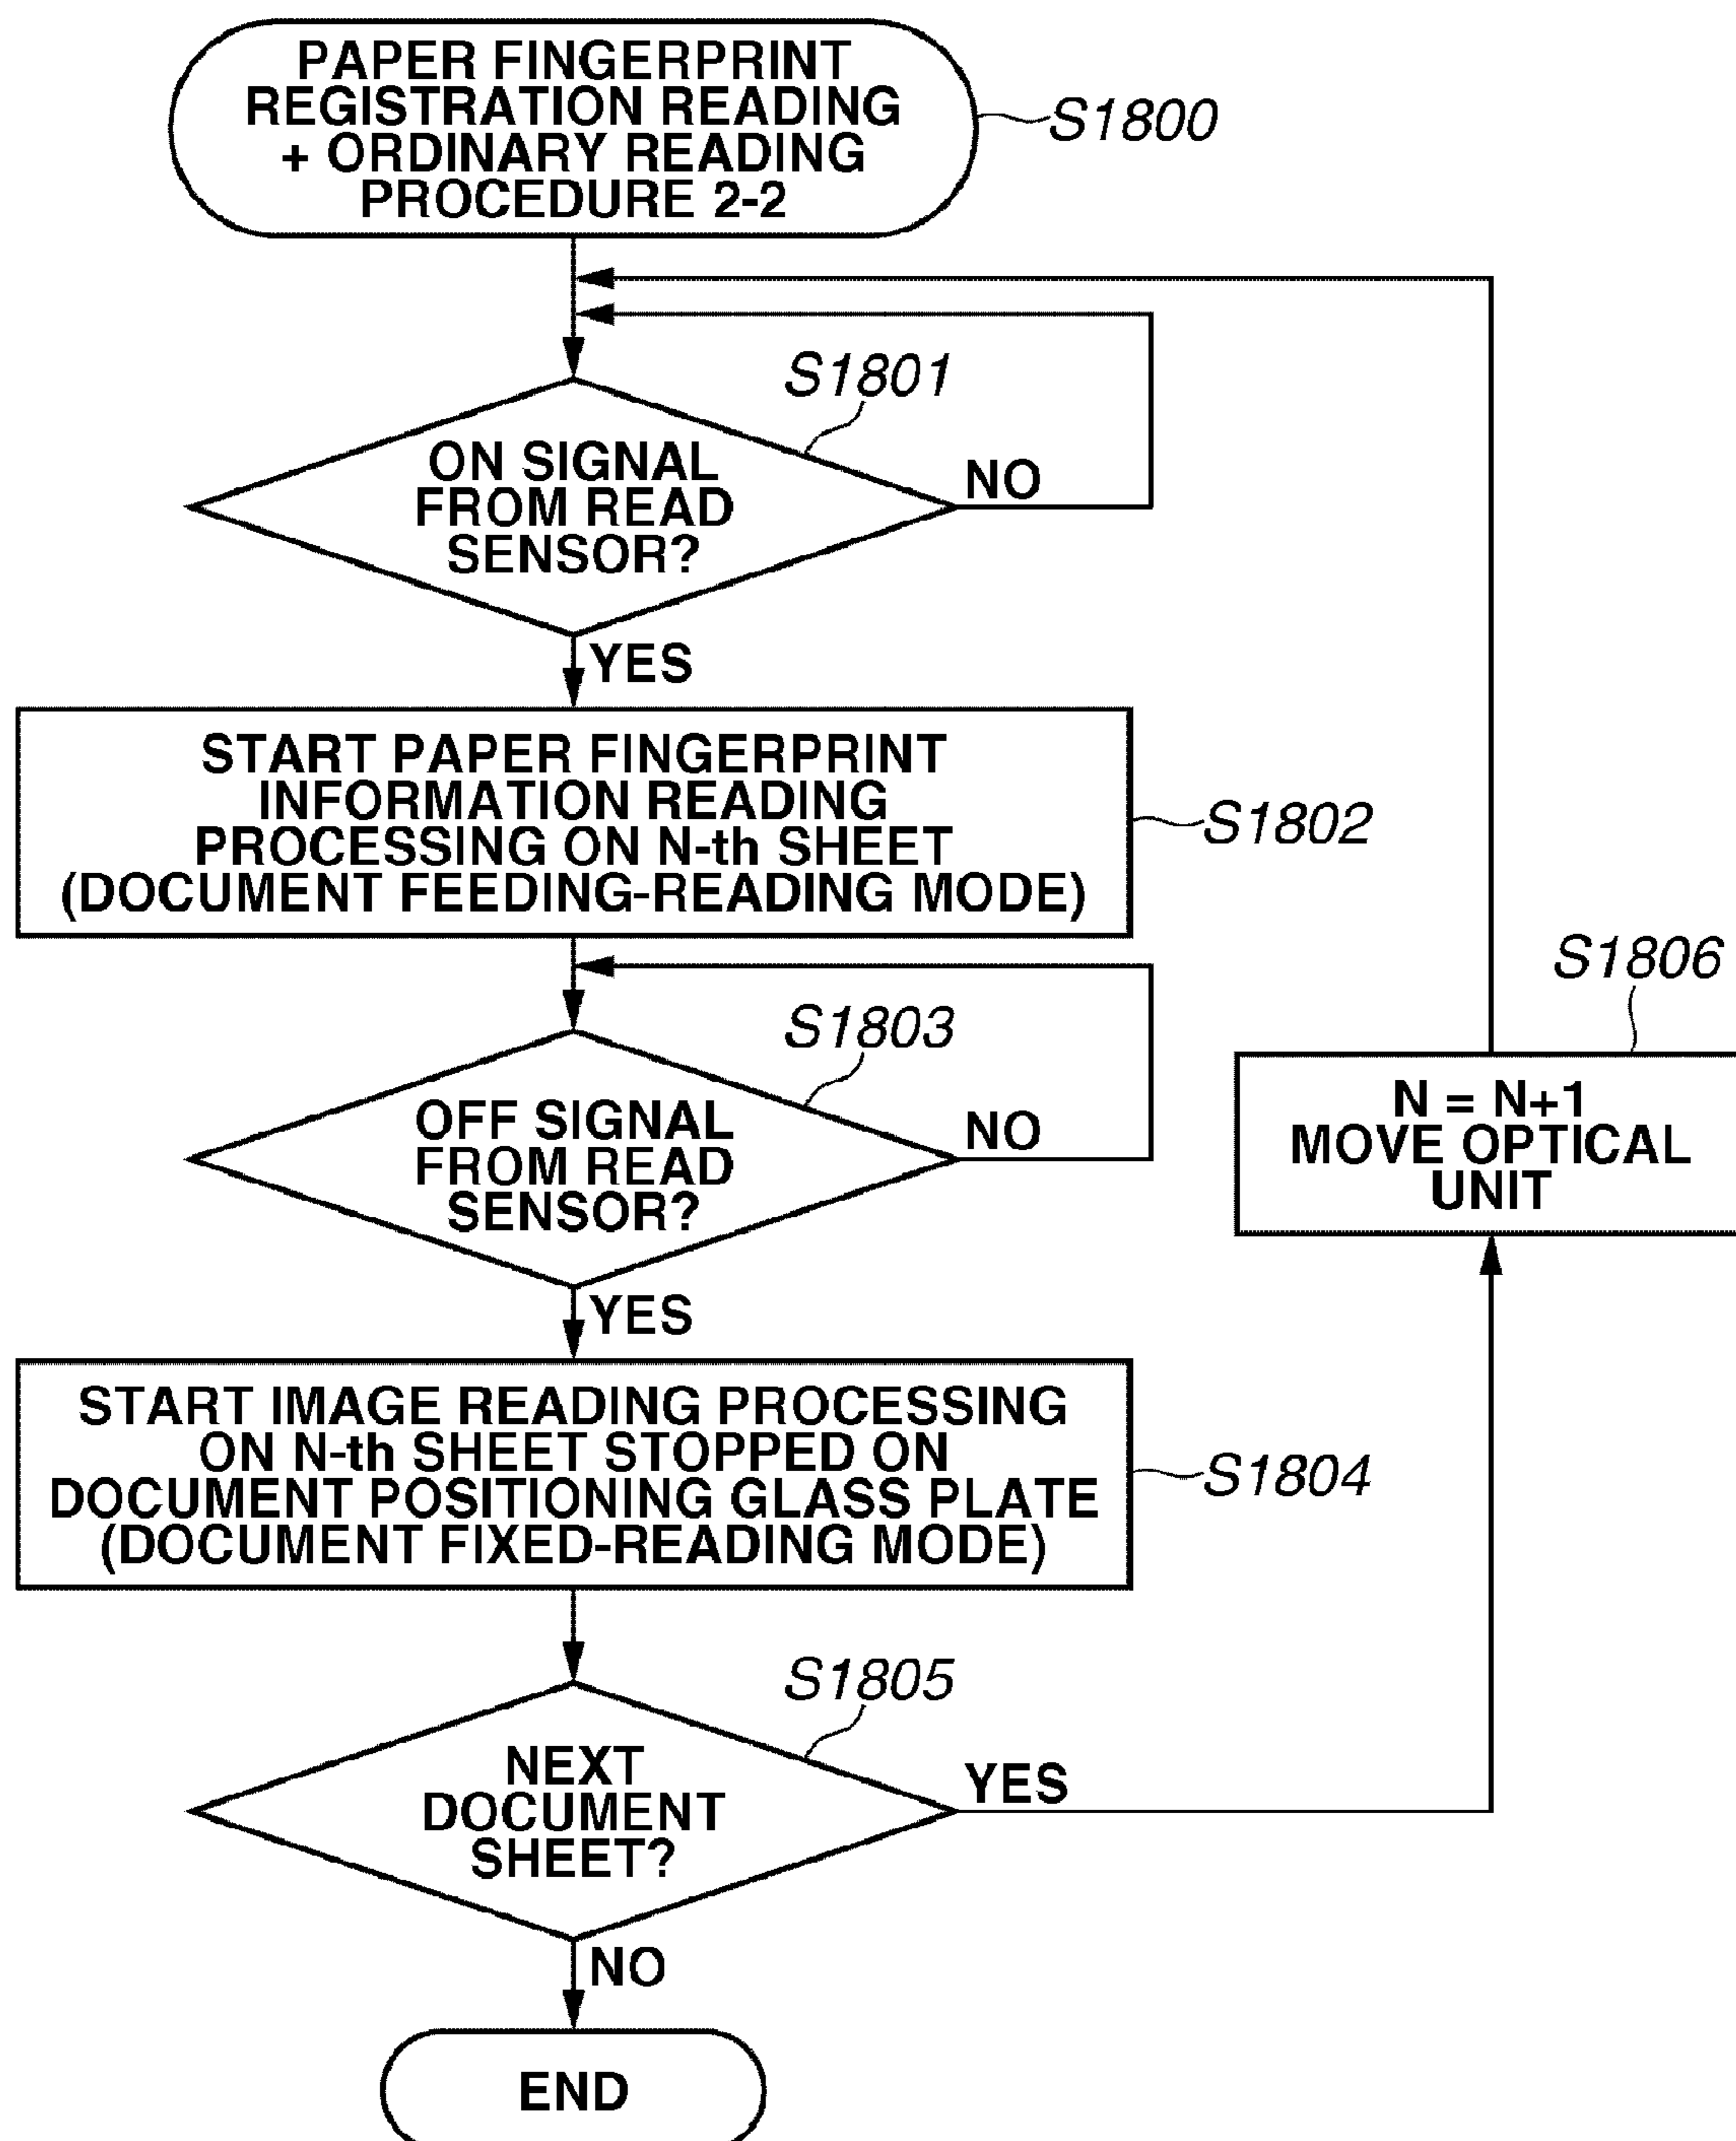 PAPER FINGERPRINT
REGISTRATION READING
+ ORDINARY READING
PROCEDURE 2-2
S1800
S1801
ON SIGNAL
FROM READ
SENSOR?
NO
YES
START PAPER FINGERPRINT
INFORMATION READING
PROCESSING ON N-th SHEET
(DOCUMENT FEEDING-READING MODE)
S1802
S1803
OFF SIGNAL
FROM READ
SENSOR?
NO
YES
S1806
N = N+1
MOVE OPTICAL
UNIT
START IMAGE READING PROCESSING
ON N-th SHEET STOPPED ON
DOCUMENT POSITIONING GLASS PLATE
(DOCUMENT FIXED-READING MODE)
S1804
S1805
NEXT
DOCUMENT
SHEET?
YES
NO
END